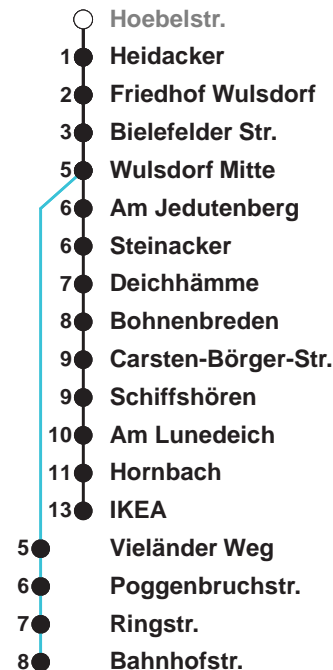 Hoebelstr.
1 Heidacker
2 Friedhof Wulsdorf
3 Bielefelder Str.
5 Wulsdorf Mitte
6 Am Jedutenberg
6 Steinacker
7 Deichhämme
8 Bohnenbreden
9 Carsten-Börger-Str.
9 Schiffshören
10 Am Lunedeich
11 Hornbach
13 IKEA
5 Vieländer Weg
6 Poggenbruchstr.
7 Ringstr.
8 Bahnhofstr.